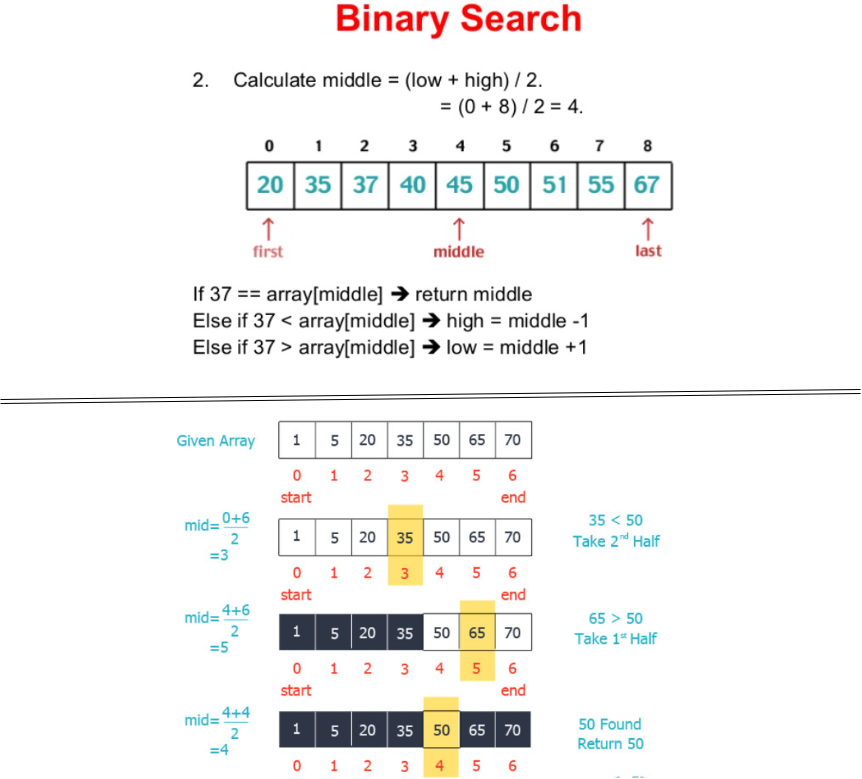 Binary Search
2. Calculate middle = (low + high) / 2.
= (0 + 8) / 2 = 4.
0 1 2 3 4 5 6 7 8
20 35 37 40 45 50 51 55 67
↑ ↑ ↑
first middle last
If 37 == array[middle] ➔ return middle
Else if 37 < array[middle] ➔ high = middle -1
Else if 37 > array[middle] ➔ low = middle +1
Given Array 1 5 20 35 50 65 70
0 1 2 3 4 5 6
start end
mid= 0+6
2
=3
1 5 20 35 50 65 70
0 1 2 3 4 5 6
start end
35 < 50
Take 2nd Half
mid= 4+6
2
=5
1 5 20 35 50 65 70
0 1 2 3 4 5 6
start end
65 > 50
Take 1st Half
mid= 4+4
2
=4
1 5 20 35 50 65 70
0 1 2 3 4 5 6
50 Found
Return 50